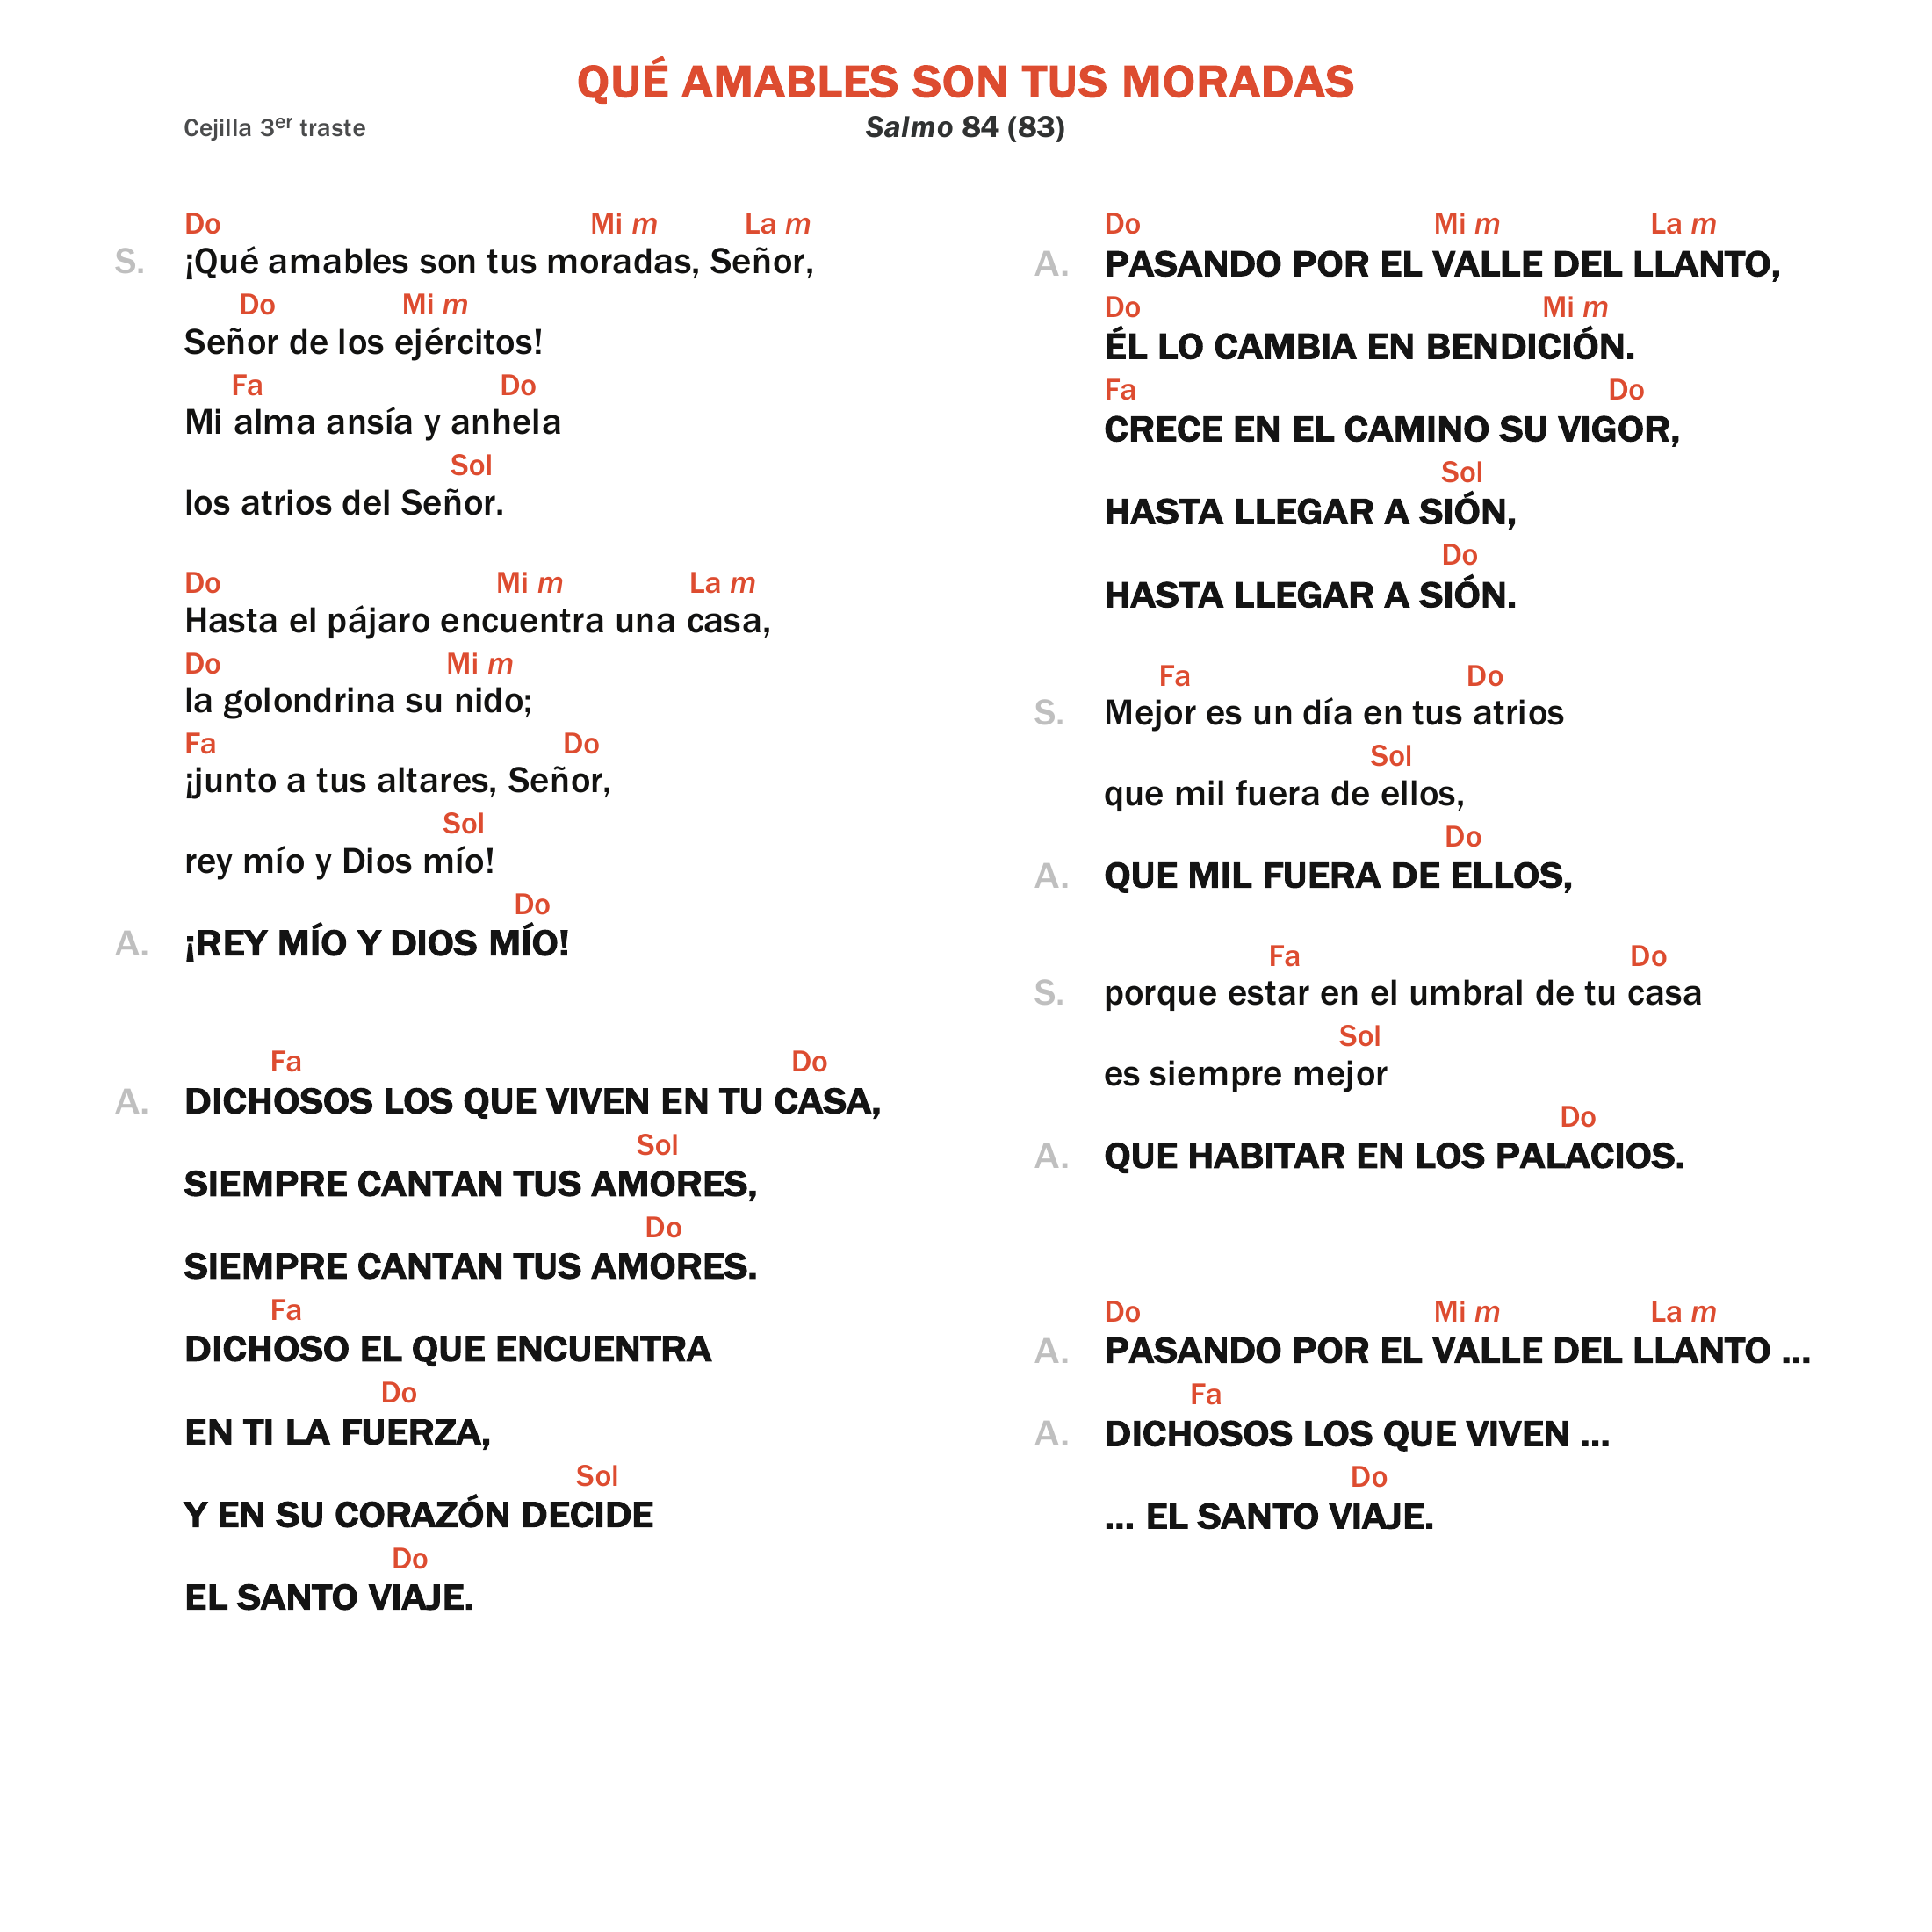 QUÉ AMABLES SON TUS MORADAS
Cejilla 3er traste
Salmo 84 (83)
Do Mi m La m
S. ¡Qué amables son tus moradas, Señor,
Do Mi m
Señor de los ejércitos!
Fa Do
Mi alma ansía y anhela
Sol
los atrios del Señor.
Do Mi m La m
Hasta el pájaro encuentra una casa,
Do Mi m
la golondrina su nido;
Fa Do
¡junto a tus altares, Señor,
Sol
rey mío y Dios mío!
Do
A. ¡REY MÍO Y DIOS MÍO!
Fa Do
A. DICHOSOS LOS QUE VIVEN EN TU CASA,
Sol
SIEMPRE CANTAN TUS AMORES,
Do
SIEMPRE CANTAN TUS AMORES.
Fa
DICHOSO EL QUE ENCUENTRA
Do
EN TI LA FUERZA,
Sol
Y EN SU CORAZÓN DECIDE
Do
EL SANTO VIAJE.
Do Mi m La m
A. PASANDO POR EL VALLE DEL LLANTO,
Do Mi m
ÉL LO CAMBIA EN BENDICIÓN.
Fa Do
CRECE EN EL CAMINO SU VIGOR,
Sol
HASTA LLEGAR A SIÓN,
Do
HASTA LLEGAR A SIÓN.
Fa Do
S. Mejor es un día en tus atrios
Sol
que mil fuera de ellos,
Do
A. QUE MIL FUERA DE ELLOS,
Fa Do
S. porque estar en el umbral de tu casa
Sol
es siempre mejor
Do
A. QUE HABITAR EN LOS PALACIOS.
Do Mi m La m
A. PASANDO POR EL VALLE DEL LLANTO ...
Fa
A. DICHOSOS LOS QUE VIVEN ...
Do
... EL SANTO VIAJE.